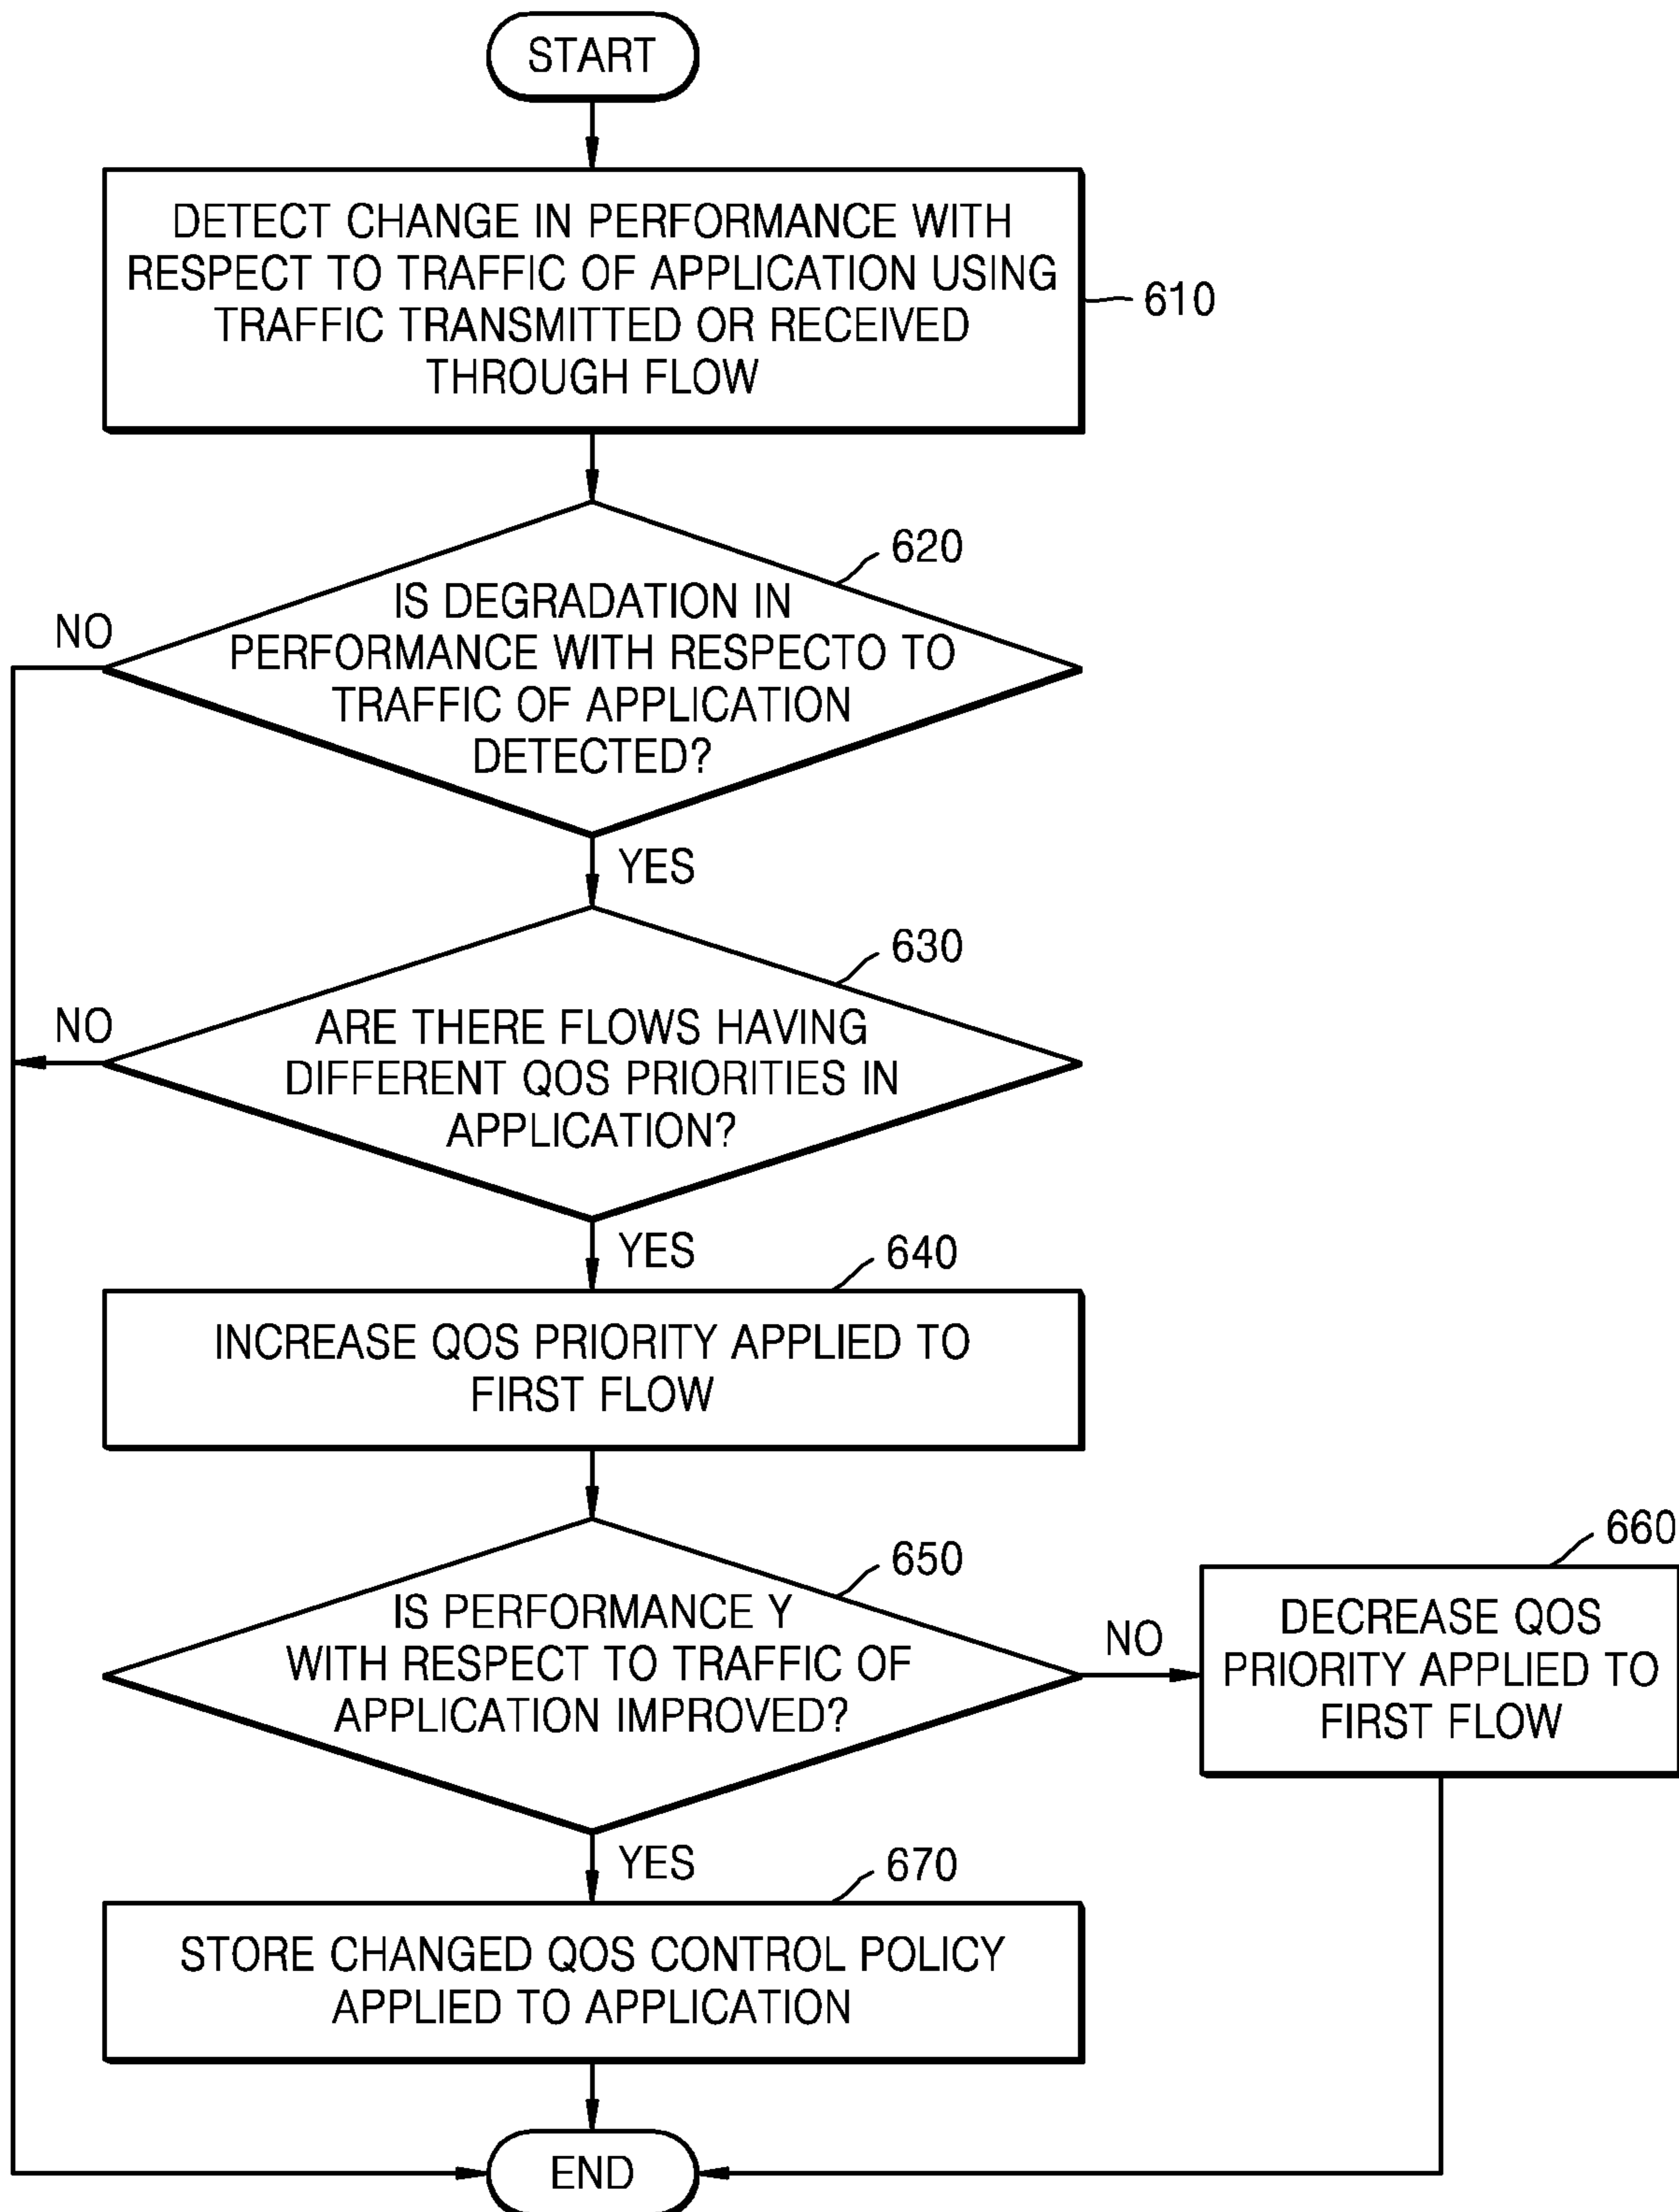 START
DETECT CHANGE IN PERFORMANCE WITH
RESPECT TO TRAFFIC OF APPLICATION USING
TRAFFIC TRANSMITTED OR RECEIVED
THROUGH FLOW
610
620
IS DEGRADATION IN
PERFORMANCE WITH RESPECTO TO
TRAFFIC OF APPLICATION
DETECTED?
NO
YES
630
ARE THERE FLOWS HAVING
DIFFERENT QOS PRIORITIES IN
APPLICATION?
NO
YES
640
INCREASE QOS PRIORITY APPLIED TO
FIRST FLOW
650
IS PERFORMANCE Y
WITH RESPECT TO TRAFFIC OF
APPLICATION IMPROVED?
NO
660
DECREASE QOS
PRIORITY APPLIED TO
FIRST FLOW
YES
670
STORE CHANGED QOS CONTROL POLICY
APPLIED TO APPLICATION
END